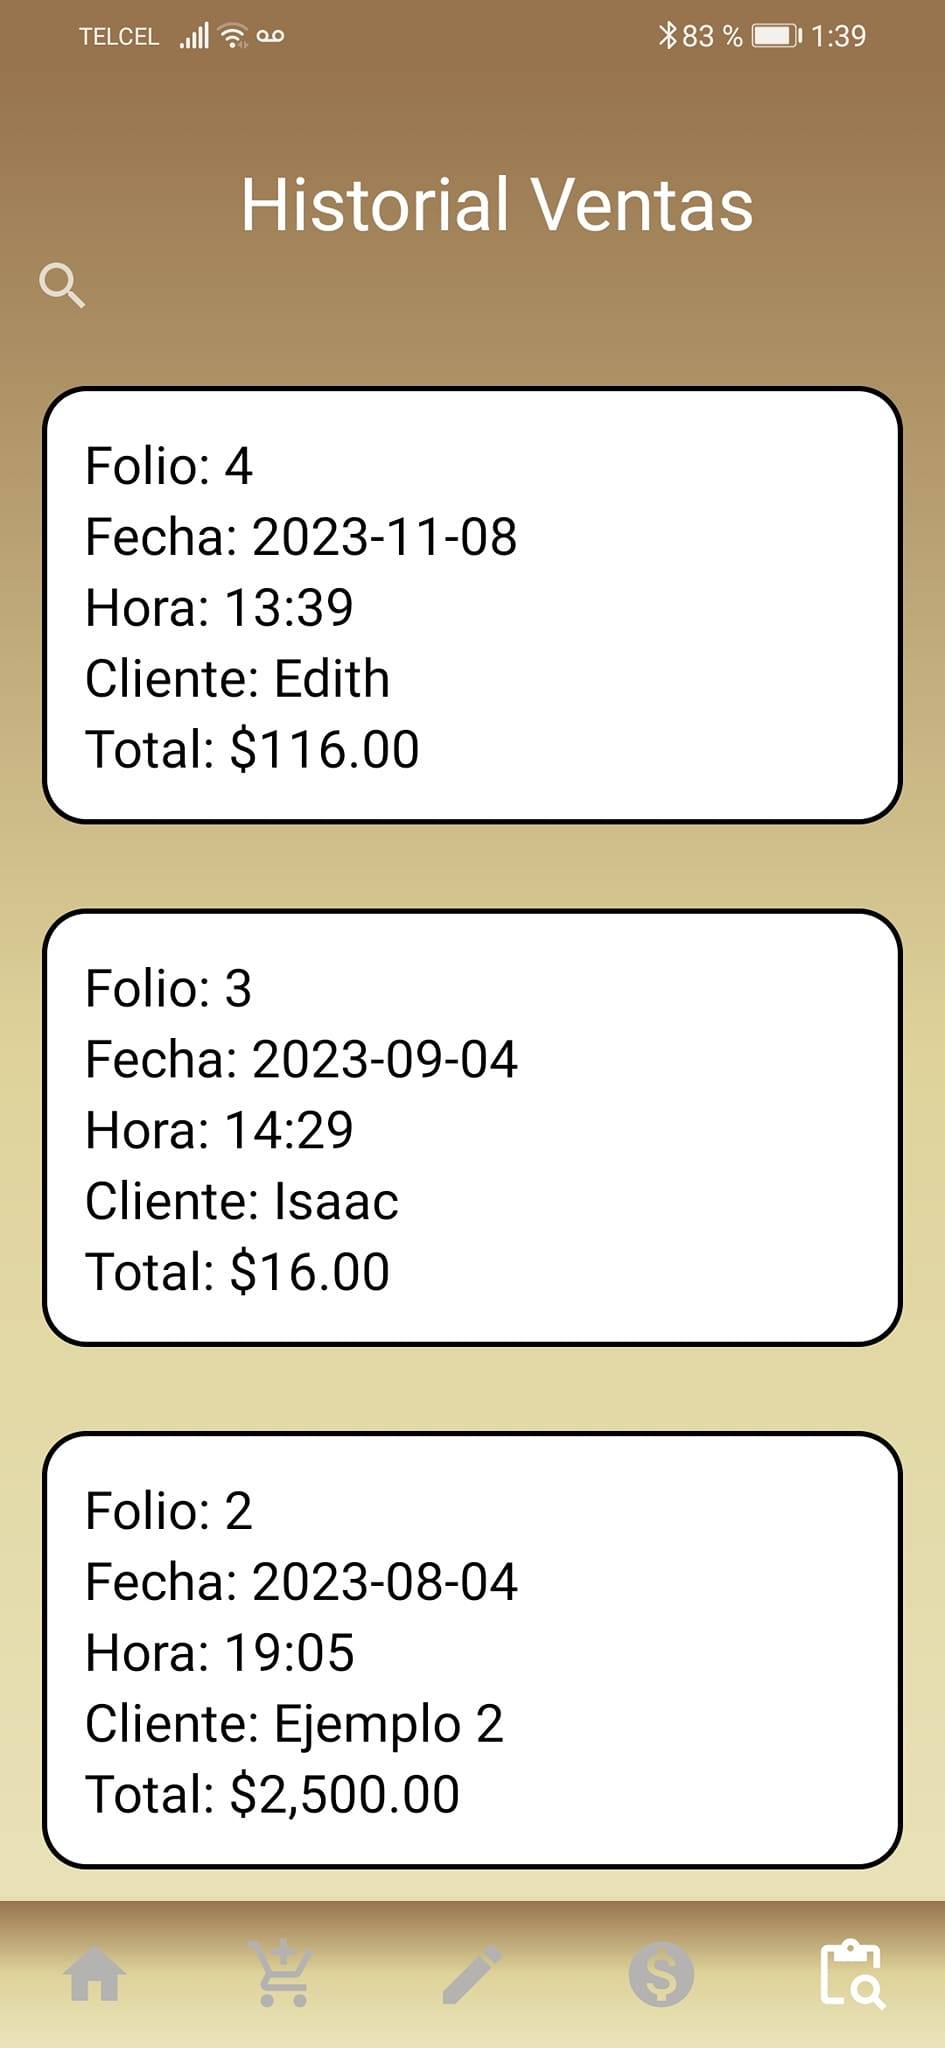 TELCEL 83 % 1:39
Historial Ventas
Folio: 4
Fecha: 2023-11-08
Hora: 13:39
Cliente: Edith
Total: $116.00
Folio: 3
Fecha: 2023-09-04
Hora: 14:29
Cliente: Isaac
Total: $16.00
Folio: 2
Fecha: 2023-08-04
Hora: 19:05
Cliente: Ejemplo 2
Total: $2,500.00